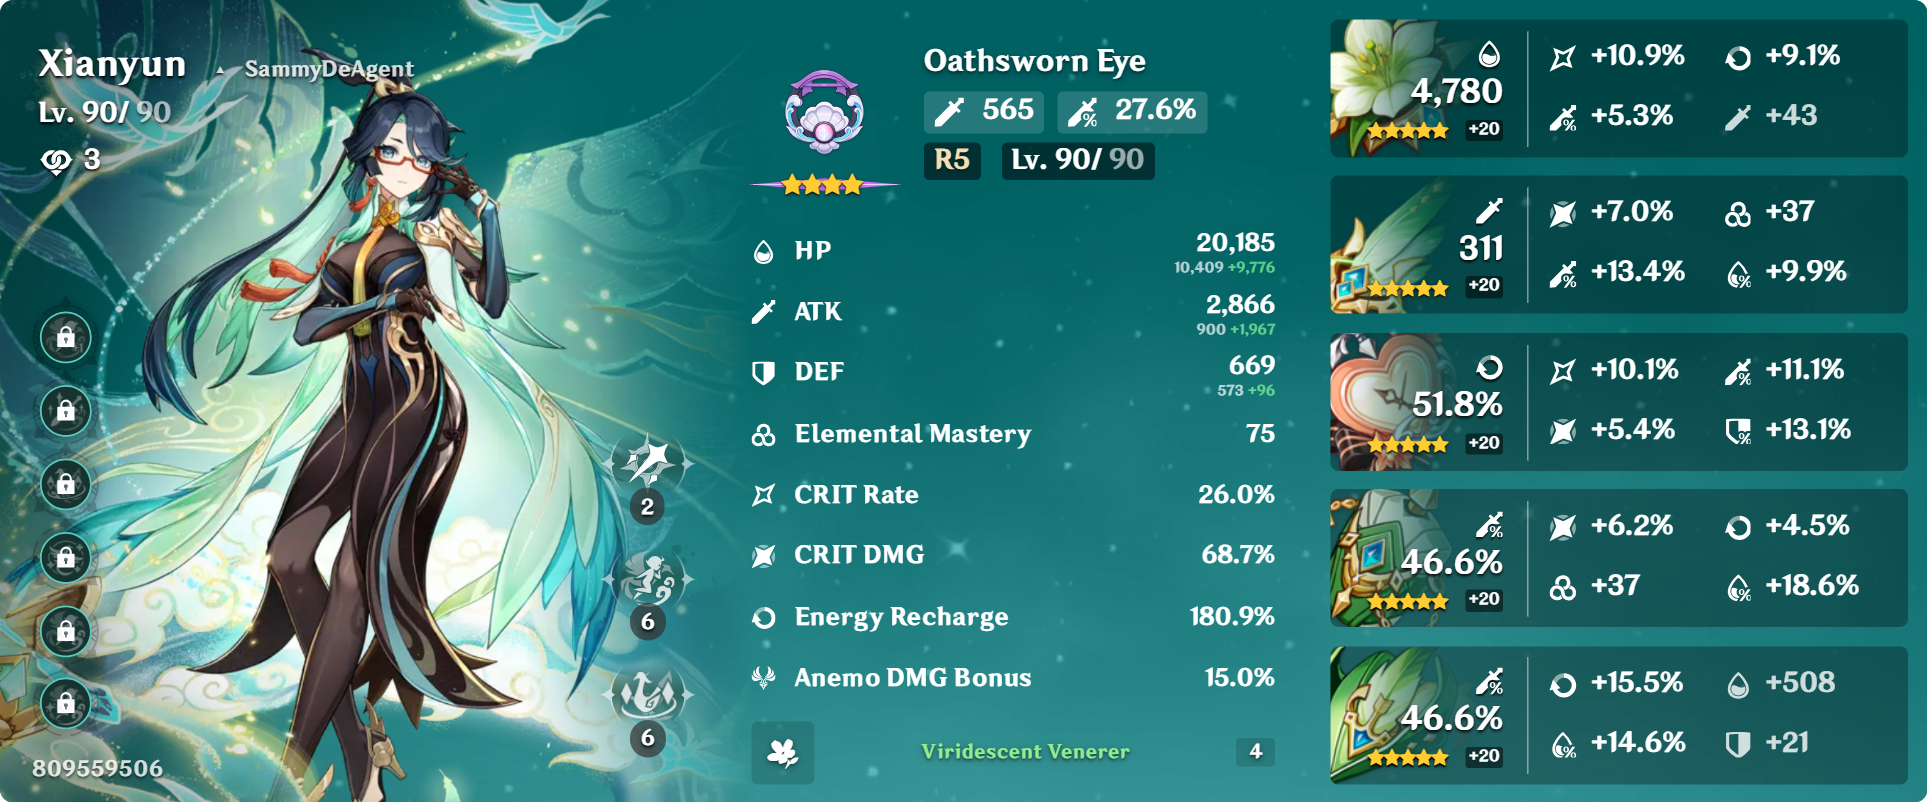 Xianyun
SammyDeAgent
Lv. 90/ 90
3
2
6
6
809559506
Oathsworn Eye
565 27.6%
R5 Lv. 90/ 90
HP 20,185
10,409 +9,776
ATK 2,866
900 +1,967
DEF 669
573 +96
Elemental Mastery 75
CRIT Rate 26.0%
CRIT DMG 68.7%
Energy Recharge 180.9%
Anemo DMG Bonus 15.0%
Viridescent Venerer 4
4,780
+20
+10.9% +9.1%
+5.3% +43
311
+20
+7.0% +37
+13.4% +9.9%
51.8%
+20
+10.1% +11.1%
+5.4% +13.1%
46.6%
+20
+6.2% +4.5%
+37 +18.6%
46.6%
+20
+15.5% +508
+14.6% +21